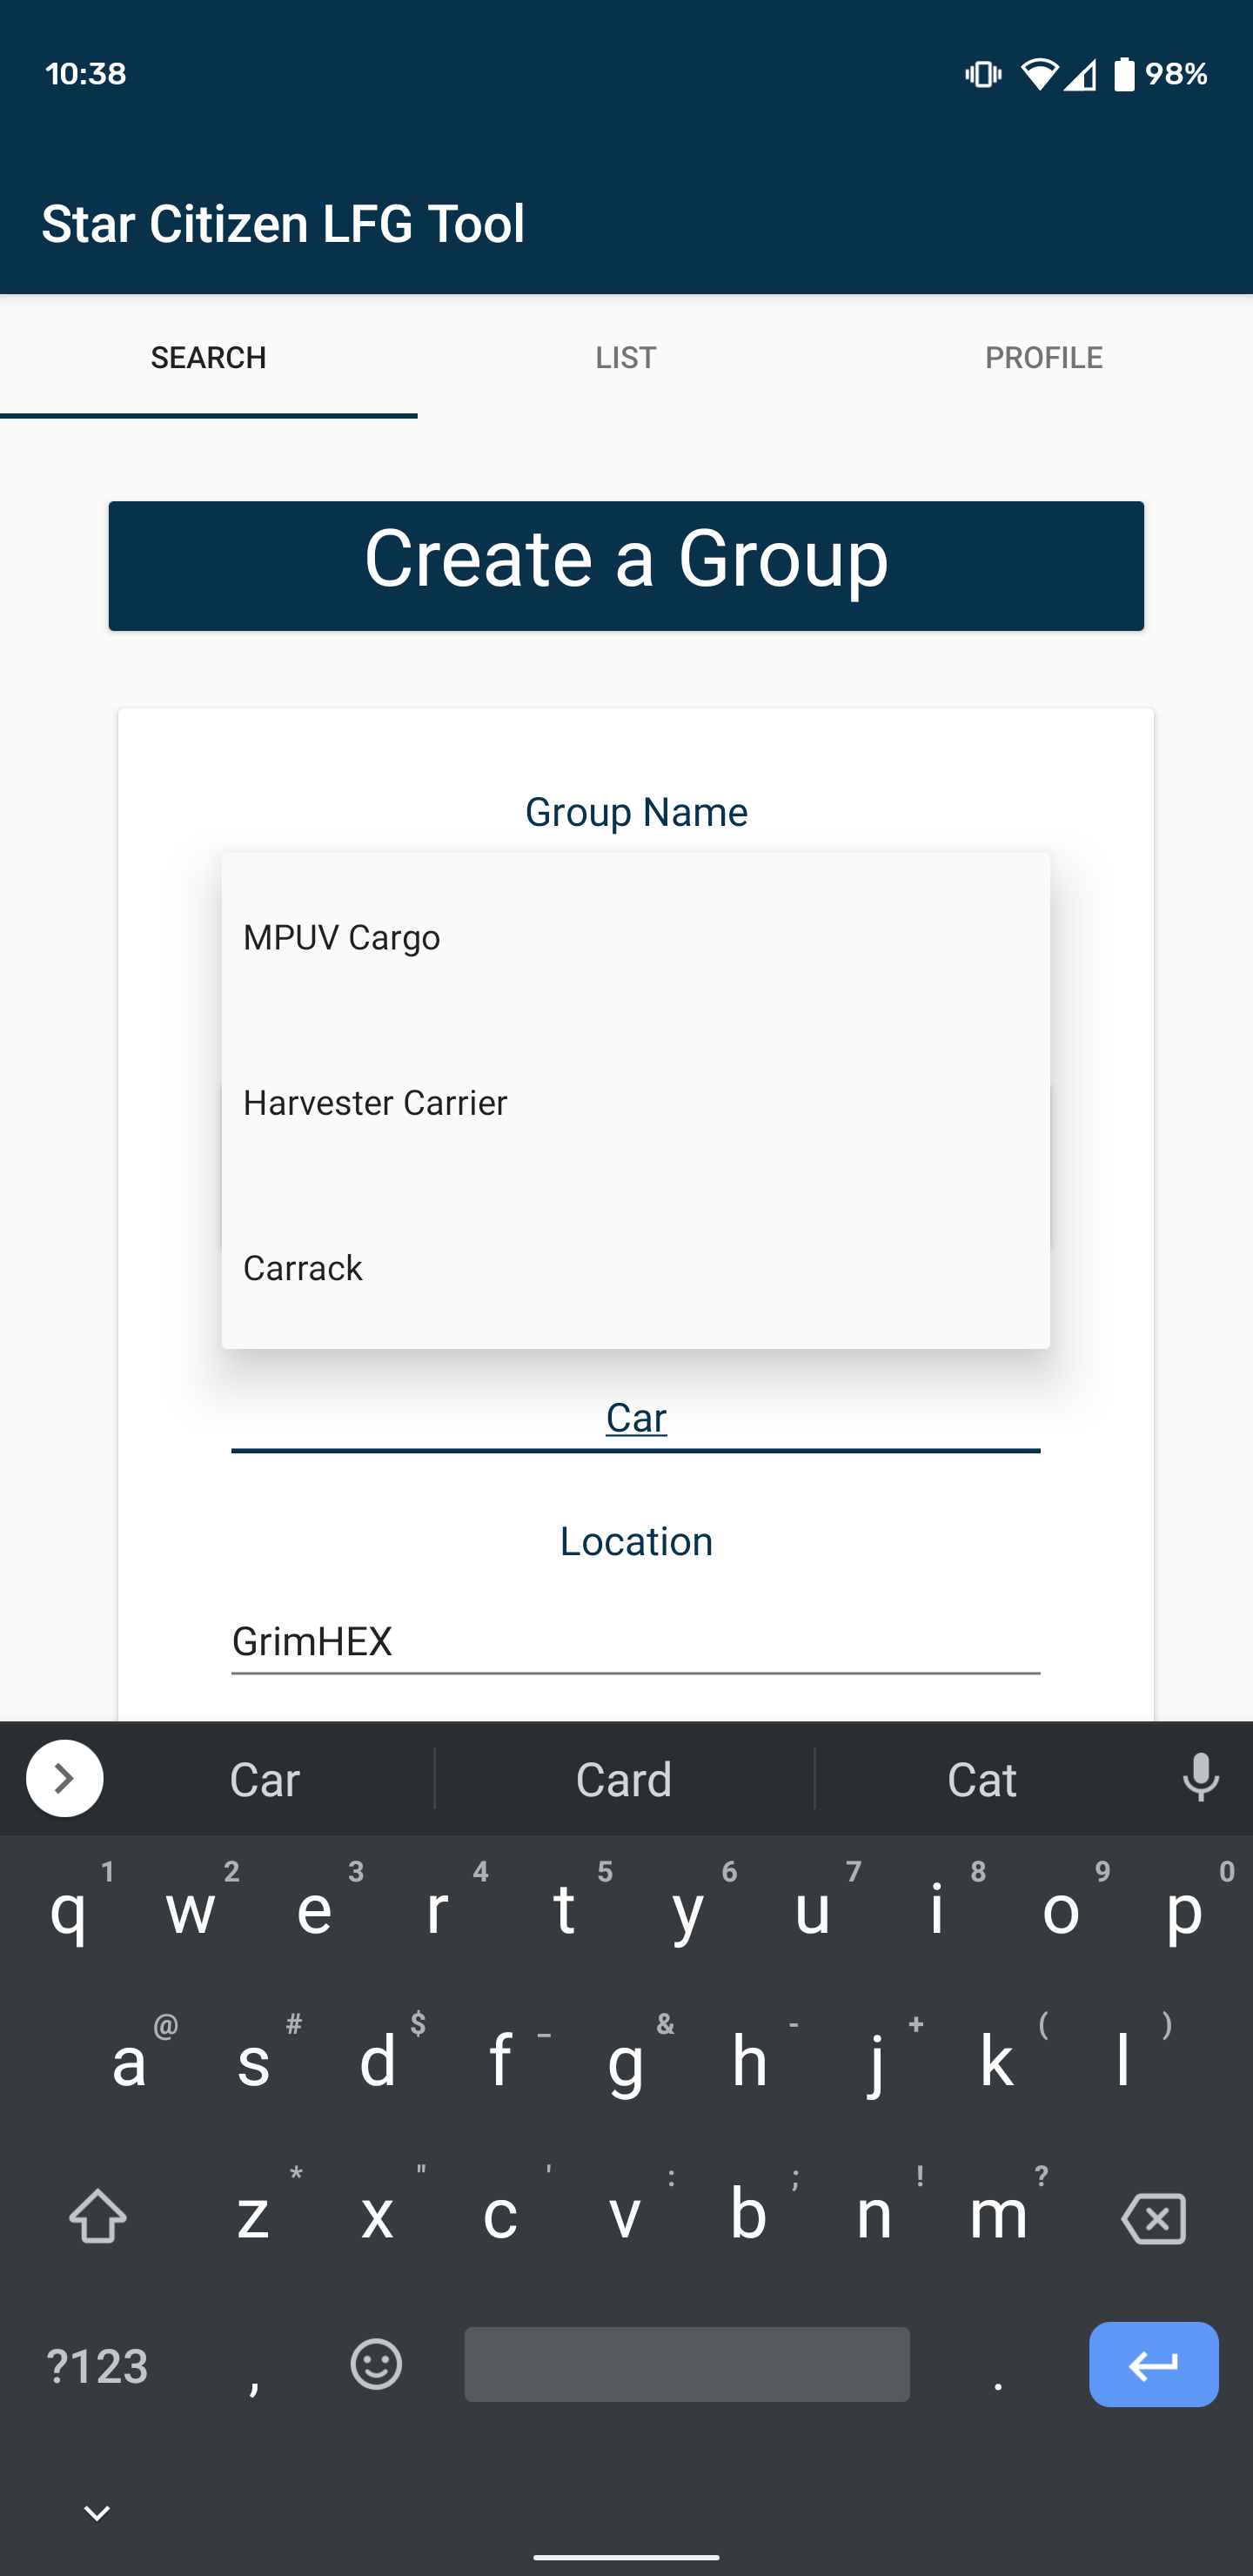 10:38
98%
Star Citizen LFG Tool
SEARCH LIST PROFILE
Create a Group
Group Name
MPUV Cargo
Harvester Carrier
Carrack
Car
Location
GrimHEX
Car Card Cat
1 2 3 4 5 6 7 8 9 0
q w e r t y u i o p
@ # $ _ & - + ( )
a s d f g h j k l
* " ' : ; ! ?
z x c v b n m
?123 , .